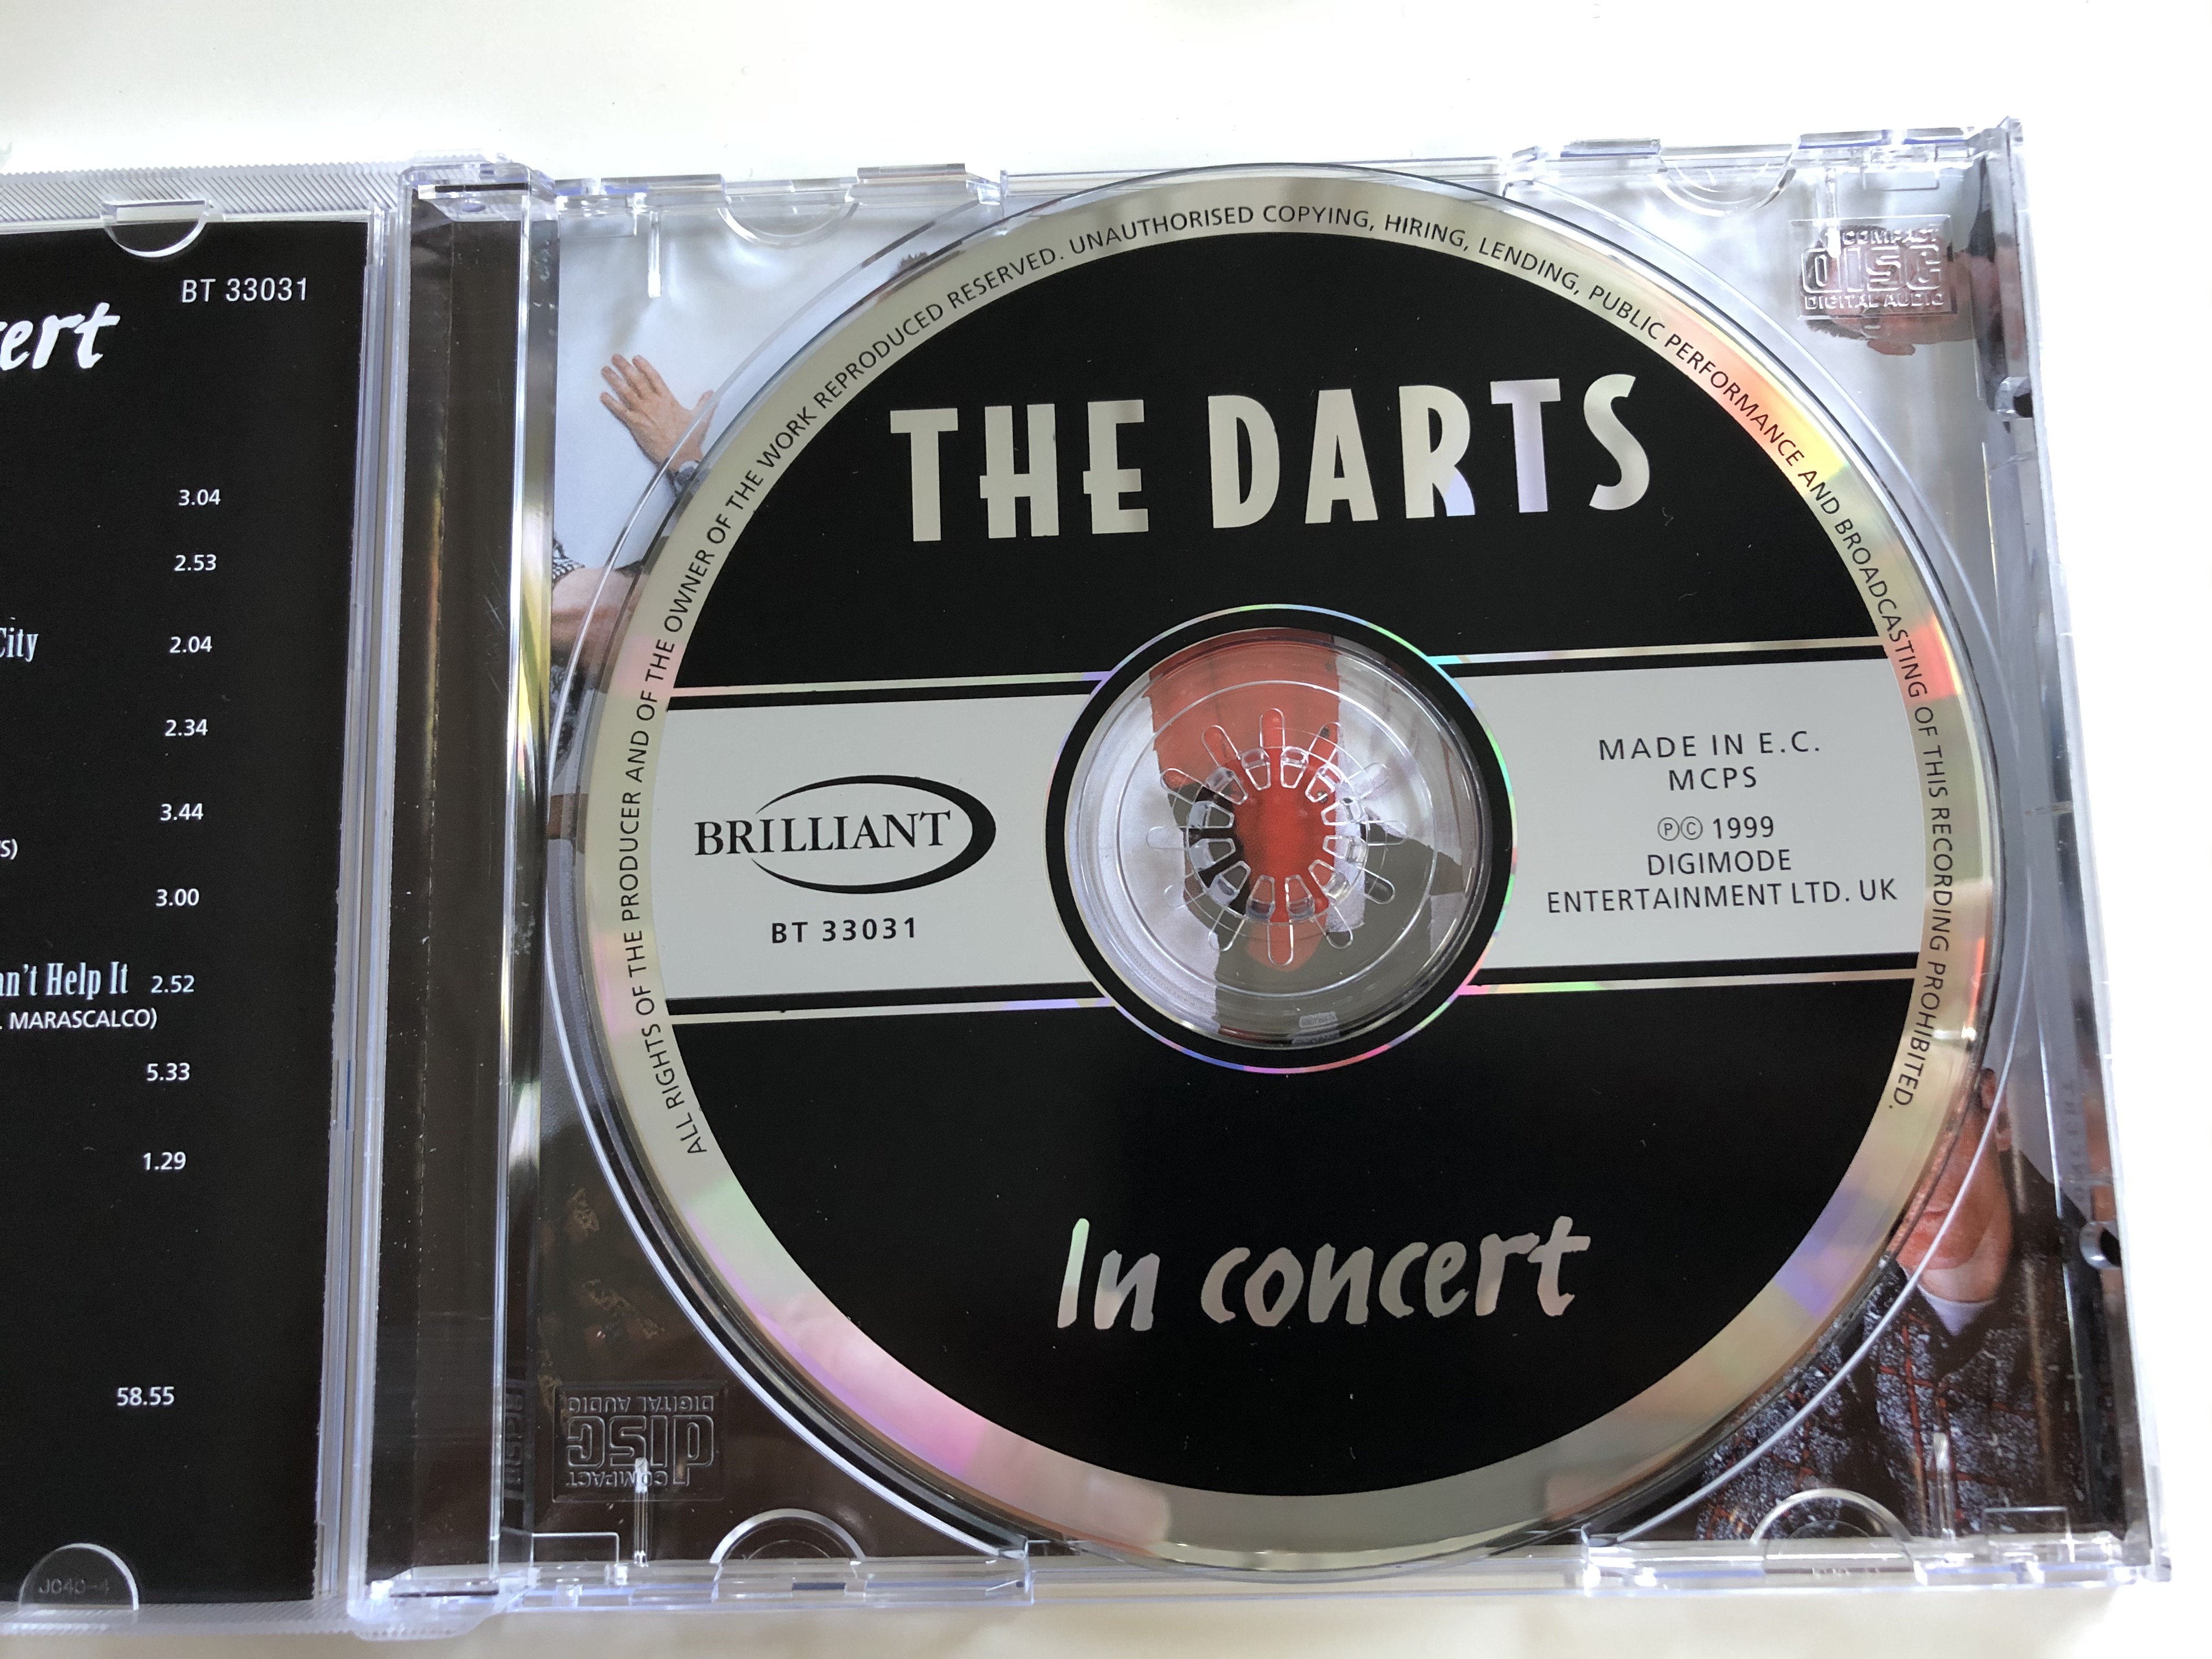 BT 33031
ert
3.04
2.53
City
2.04
2.34
3.44
S)
3.00
an't Help It 2.52
. MARASCALCO)
5.33
1.29
58.55
JC4C-4
ALL RIGHTS OF THE PRODUCER AND OF THE OWNER OF THE WORK REPRODUCED RESERVED. UNAUTHORISED COPYING, HIRING, LENDING, PUBLIC PERFORMANCE AND BROADCASTING OF THIS RECORDING PROHIBITED.
THE DARTS
BRILLIANT
BT 33031
MADE IN E.C.
MCPS
ⓅⒸ 1999
DIGIMODE
ENTERTAINMENT LTD. UK
In concert
COMPACT
disc
DIGITAL AUDIO
COMPACT
disc
DIGITAL AUDIO